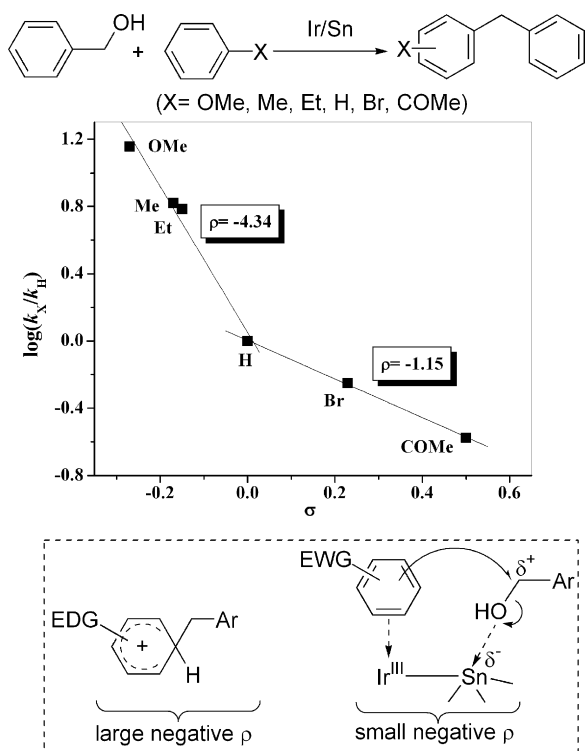 OH
+
X
Ir/Sn
X
(X= OMe, Me, Et, H, Br, COMe)
1.2
0.8
0.4
0.0
-0.4
-0.8
log(kX/kH)
OMe
Me
Et
ρ= -4.34
H
ρ= -1.15
Br
COMe
-0.2 0.0 0.2 0.4 0.6
σ
EDG
+
Ar
H
large negative ρ
EWG
δ+
Ar
HO
δ-
IrIII
Sn
small negative ρ